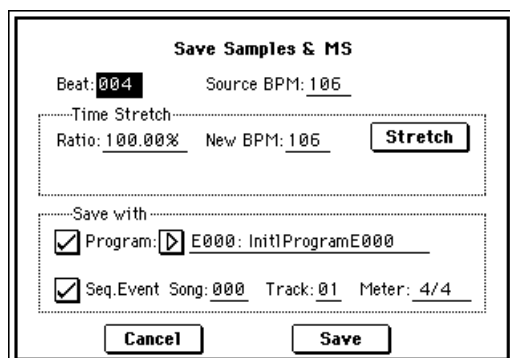 Save Samples & MS
Beat: 004 Source BPM: 106
Time Stretch
Ratio: 100.00% New BPM: 106 Stretch
Save with
Program: E000: Init1ProgramE000
Seq.Event Song: 000 Track: 01 Meter: 4/4
Cancel Save